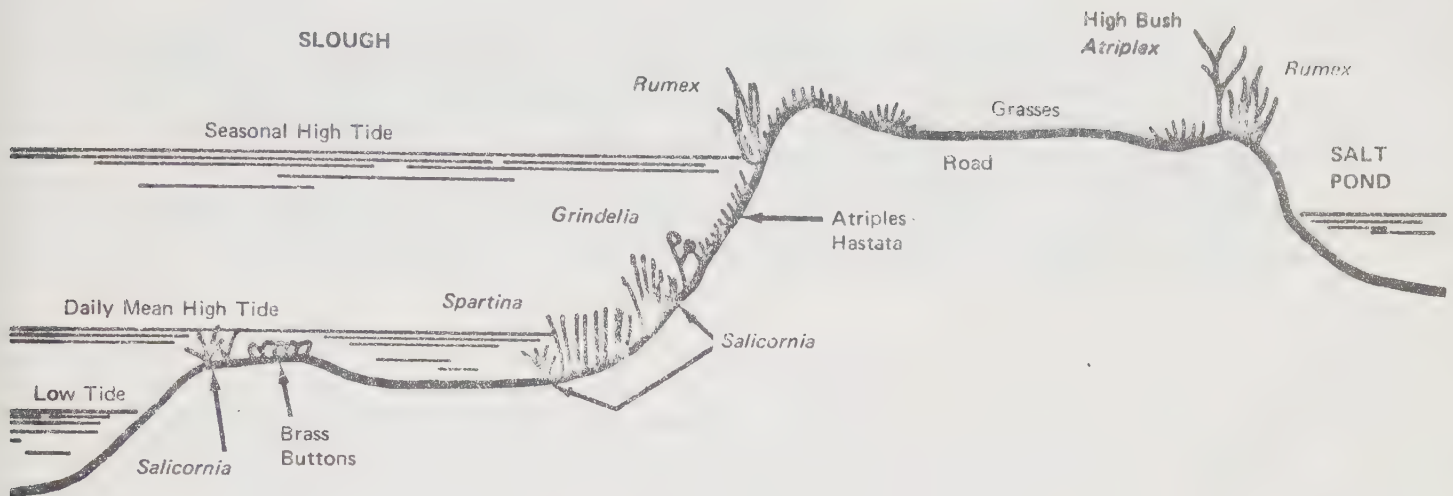 SLOUGH
High Bush
Atriplex
Rumex
Rumex
Grasses
Seasonal High Tide
Road
SALT
POND
Grindelia
Atriples
Hastata
Daily Mean High Tide
Spartina
Salicornia
Low Tide
Brass
Buttons
Salicornia